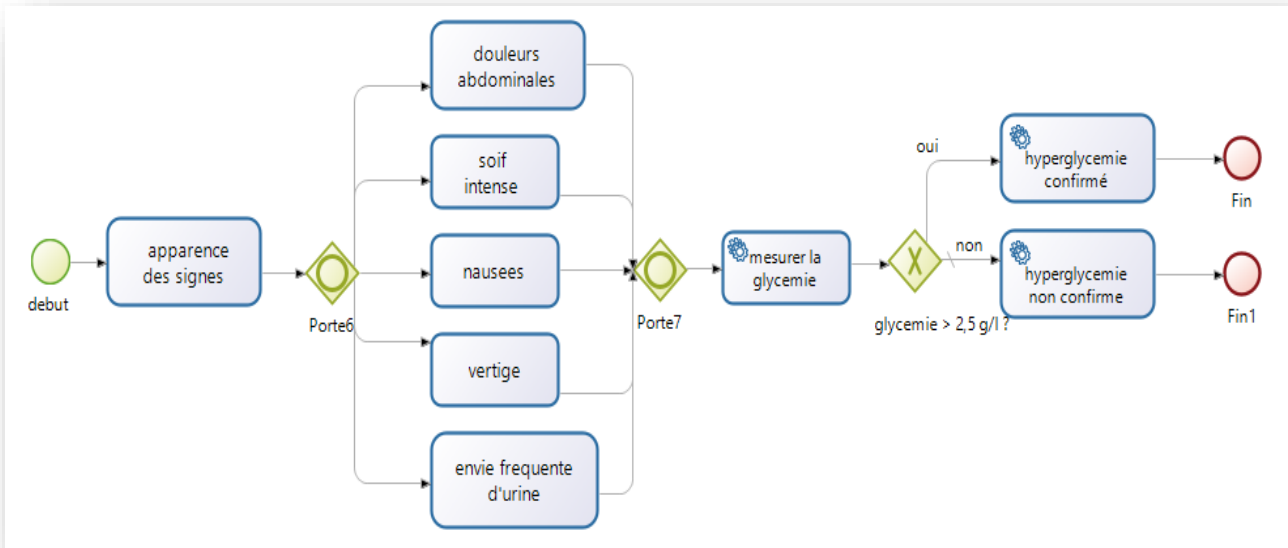 debut
apparence
des signes
Porte6
douleurs
abdominales
soif
intense
nausees
vertige
envie frequente
d'urine
Porte7
mesurer la
glycemie
glycemie > 2,5 g/l ?
oui
non
hyperglycemie
confirmé
Fin
hyperglycemie
non confirme
Fin1